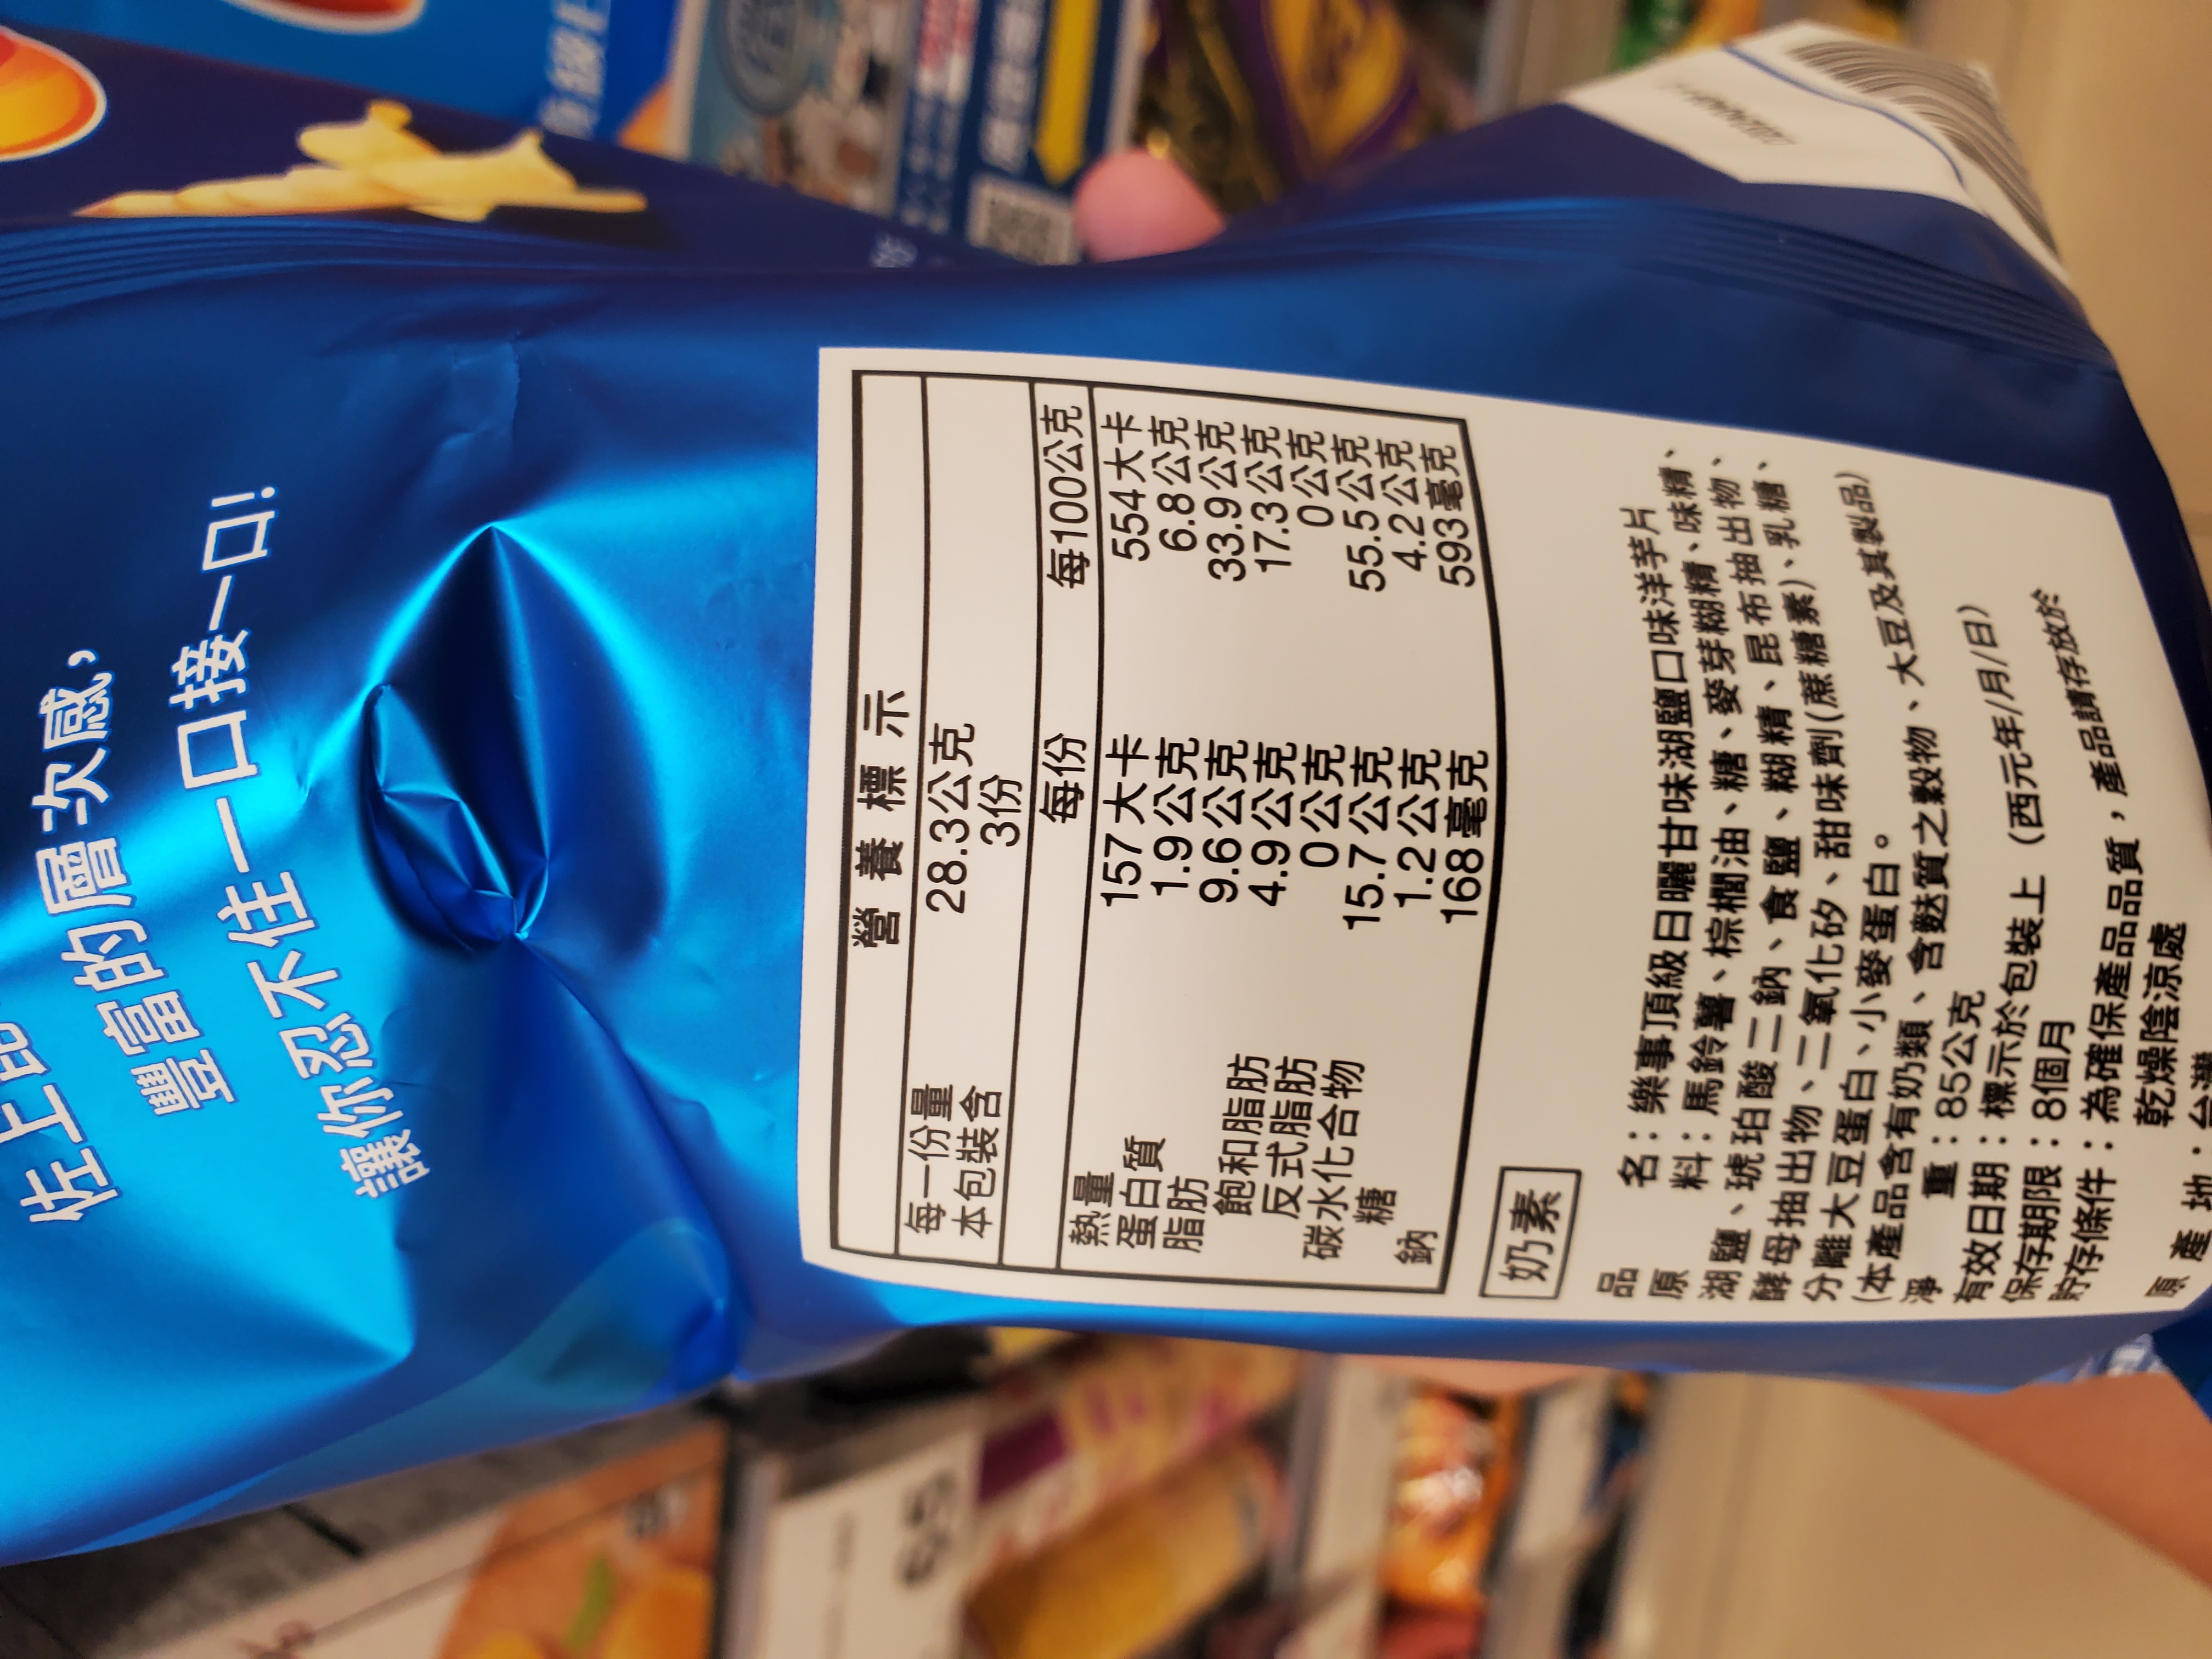 佐上
豐富的層次感，
讓你忍不住一口接一口!
營養標示
每一份量 28.3公克
本包裝含 3份
每份 每100公克
熱量 157大卡 554大卡
蛋白質 1.9公克 6.8公克
脂肪 9.6公克 33.9公克
飽和脂肪 4.9公克 17.3公克
反式脂肪 0公克 0公克
碳水化合物 15.7公克 55.5公克
糖 1.2公克 4.2公克
鈉 168毫克 593毫克
奶素
品名：樂事頂級日曬甘味湖鹽口味洋芋片
原料：馬鈴薯、棕櫚油、糖、麥芽糊精、味精、
湖鹽、琥珀酸二鈉、食鹽、糊精、昆布抽出物、
酵母抽出物、二氧化矽、甜味劑(蔗糖素)、乳糖、
分離大豆蛋白、小麥蛋白。
(本產品含有奶類、含麩質之穀物、大豆及其製品)
淨重：85公克
有效日期：標示於包裝上（西元年/月/日）
保存期限：8個月
貯存條件：為確保產品品質，產品請存放於
乾燥陰涼處
原產地：台灣
65